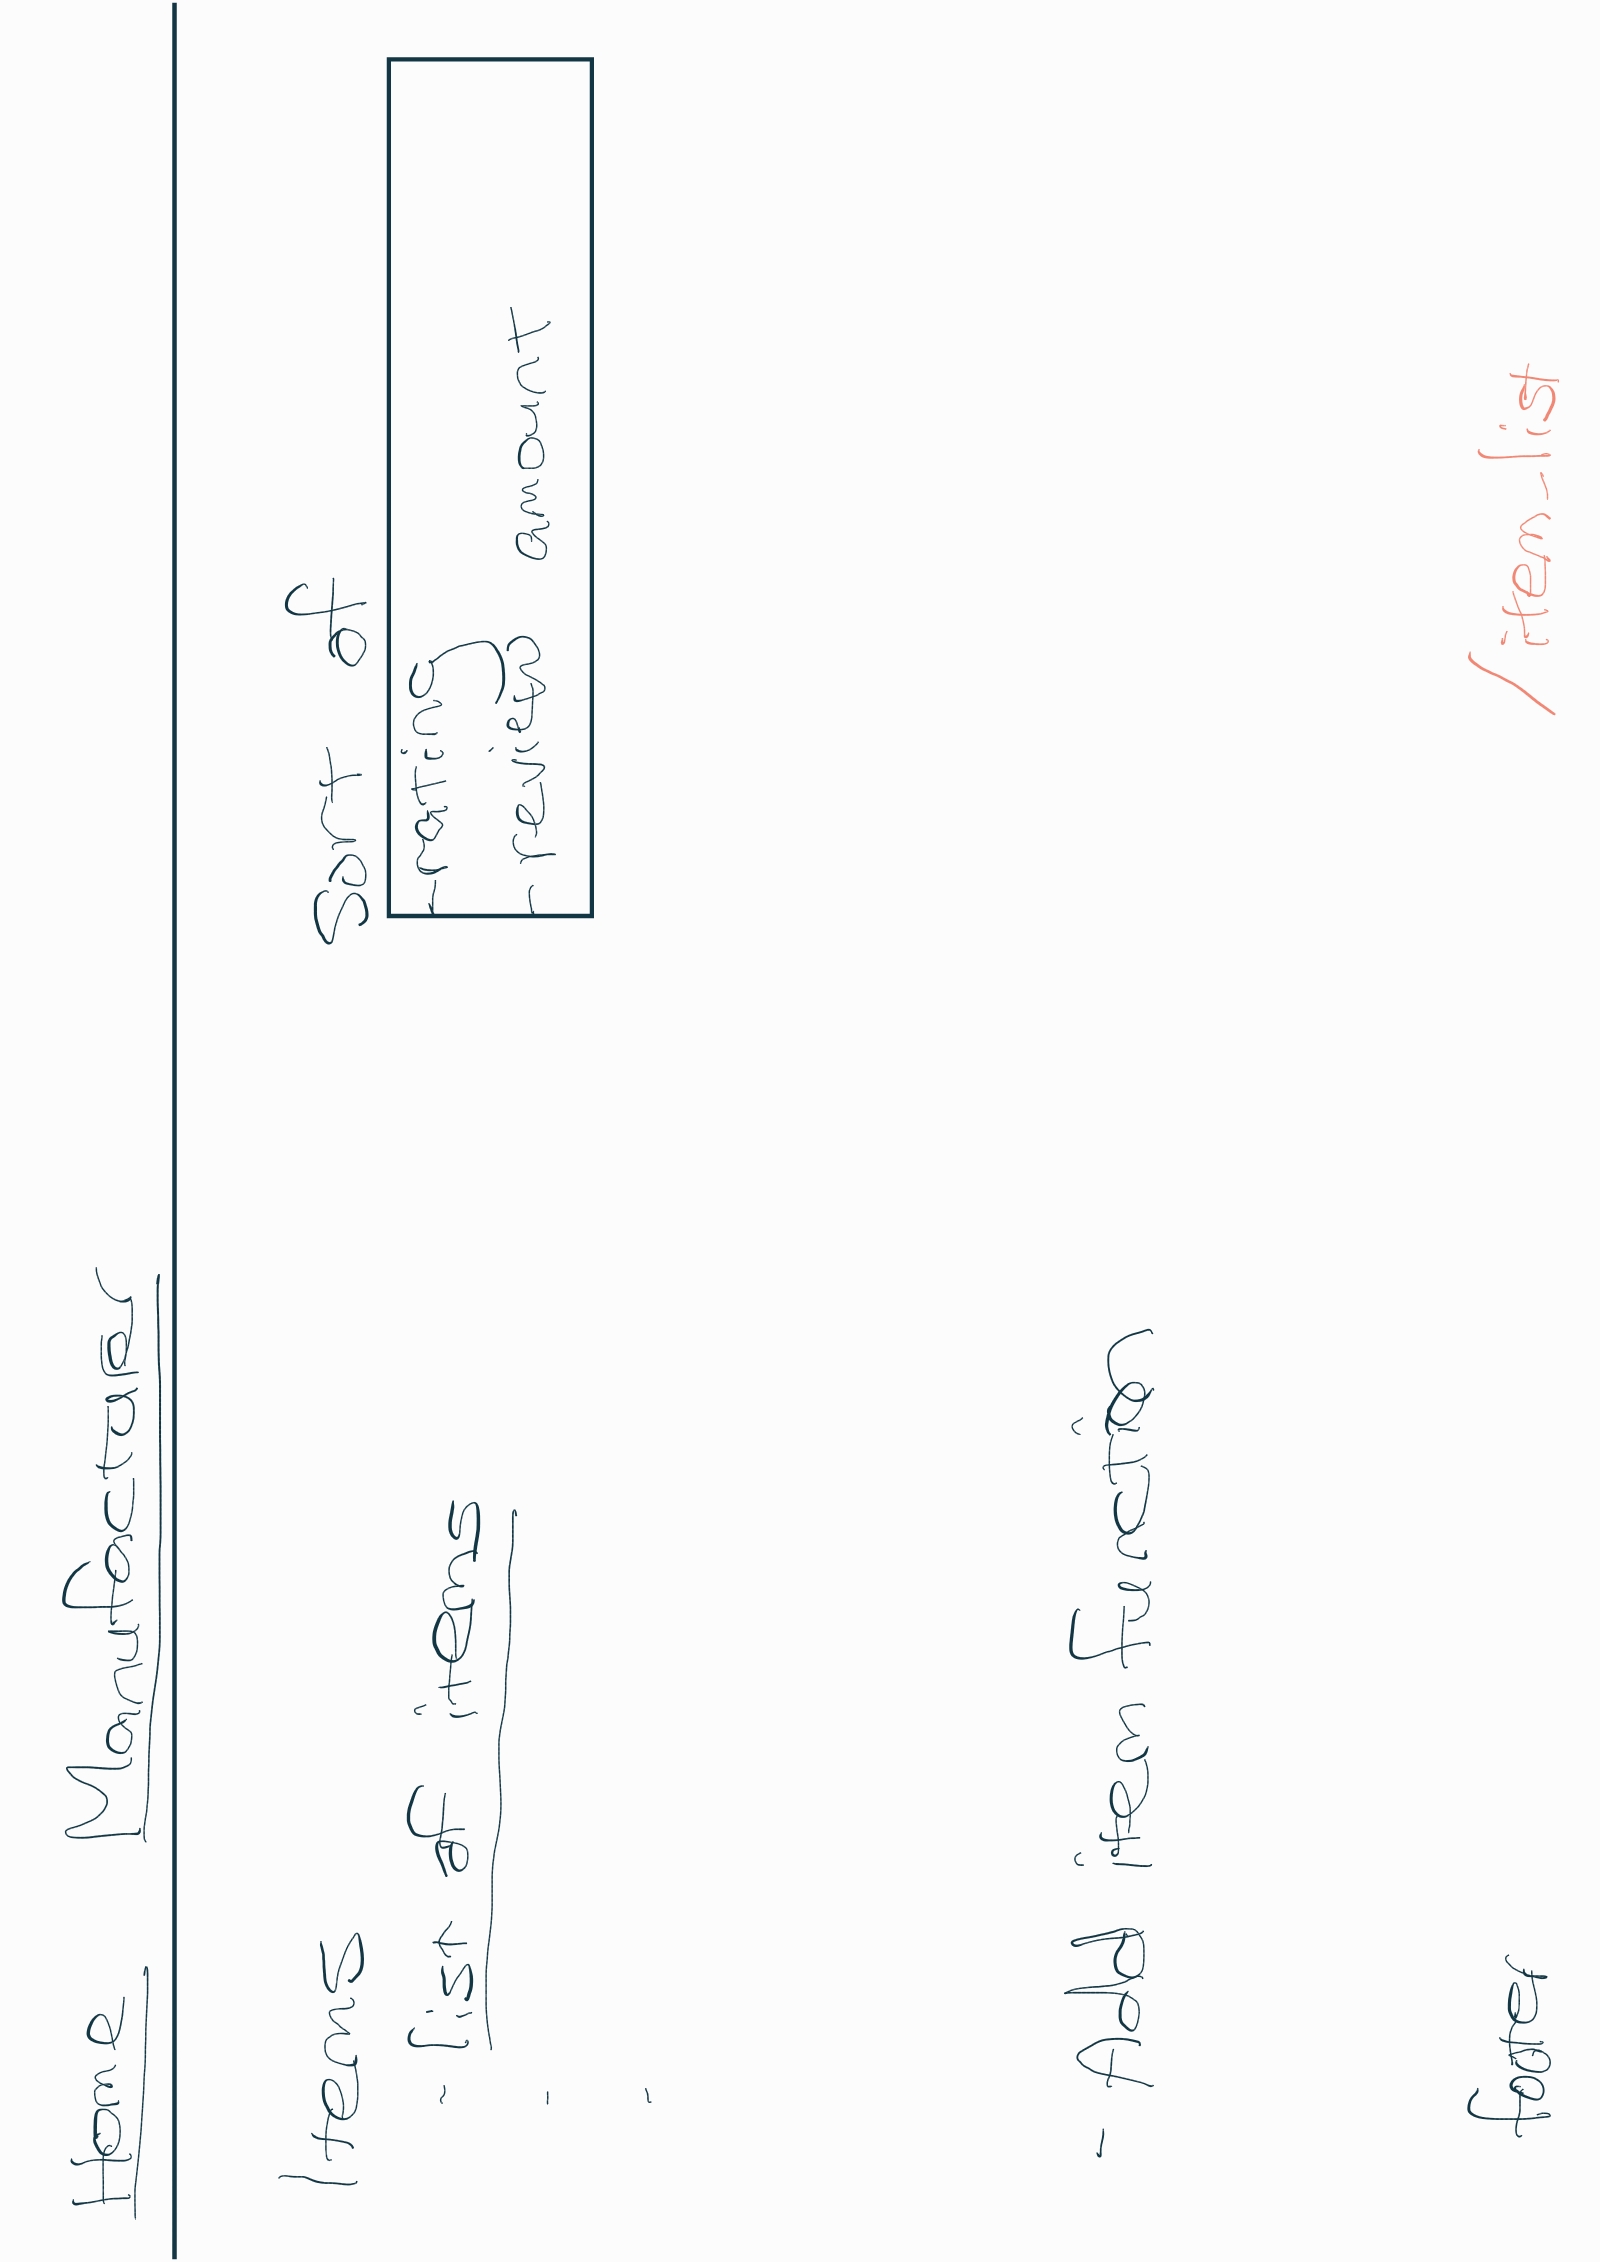 Home Manufacturer
Items
Sort of
- list of items
-
-
- rating
- review amount
- Add item function
footer
/item_list